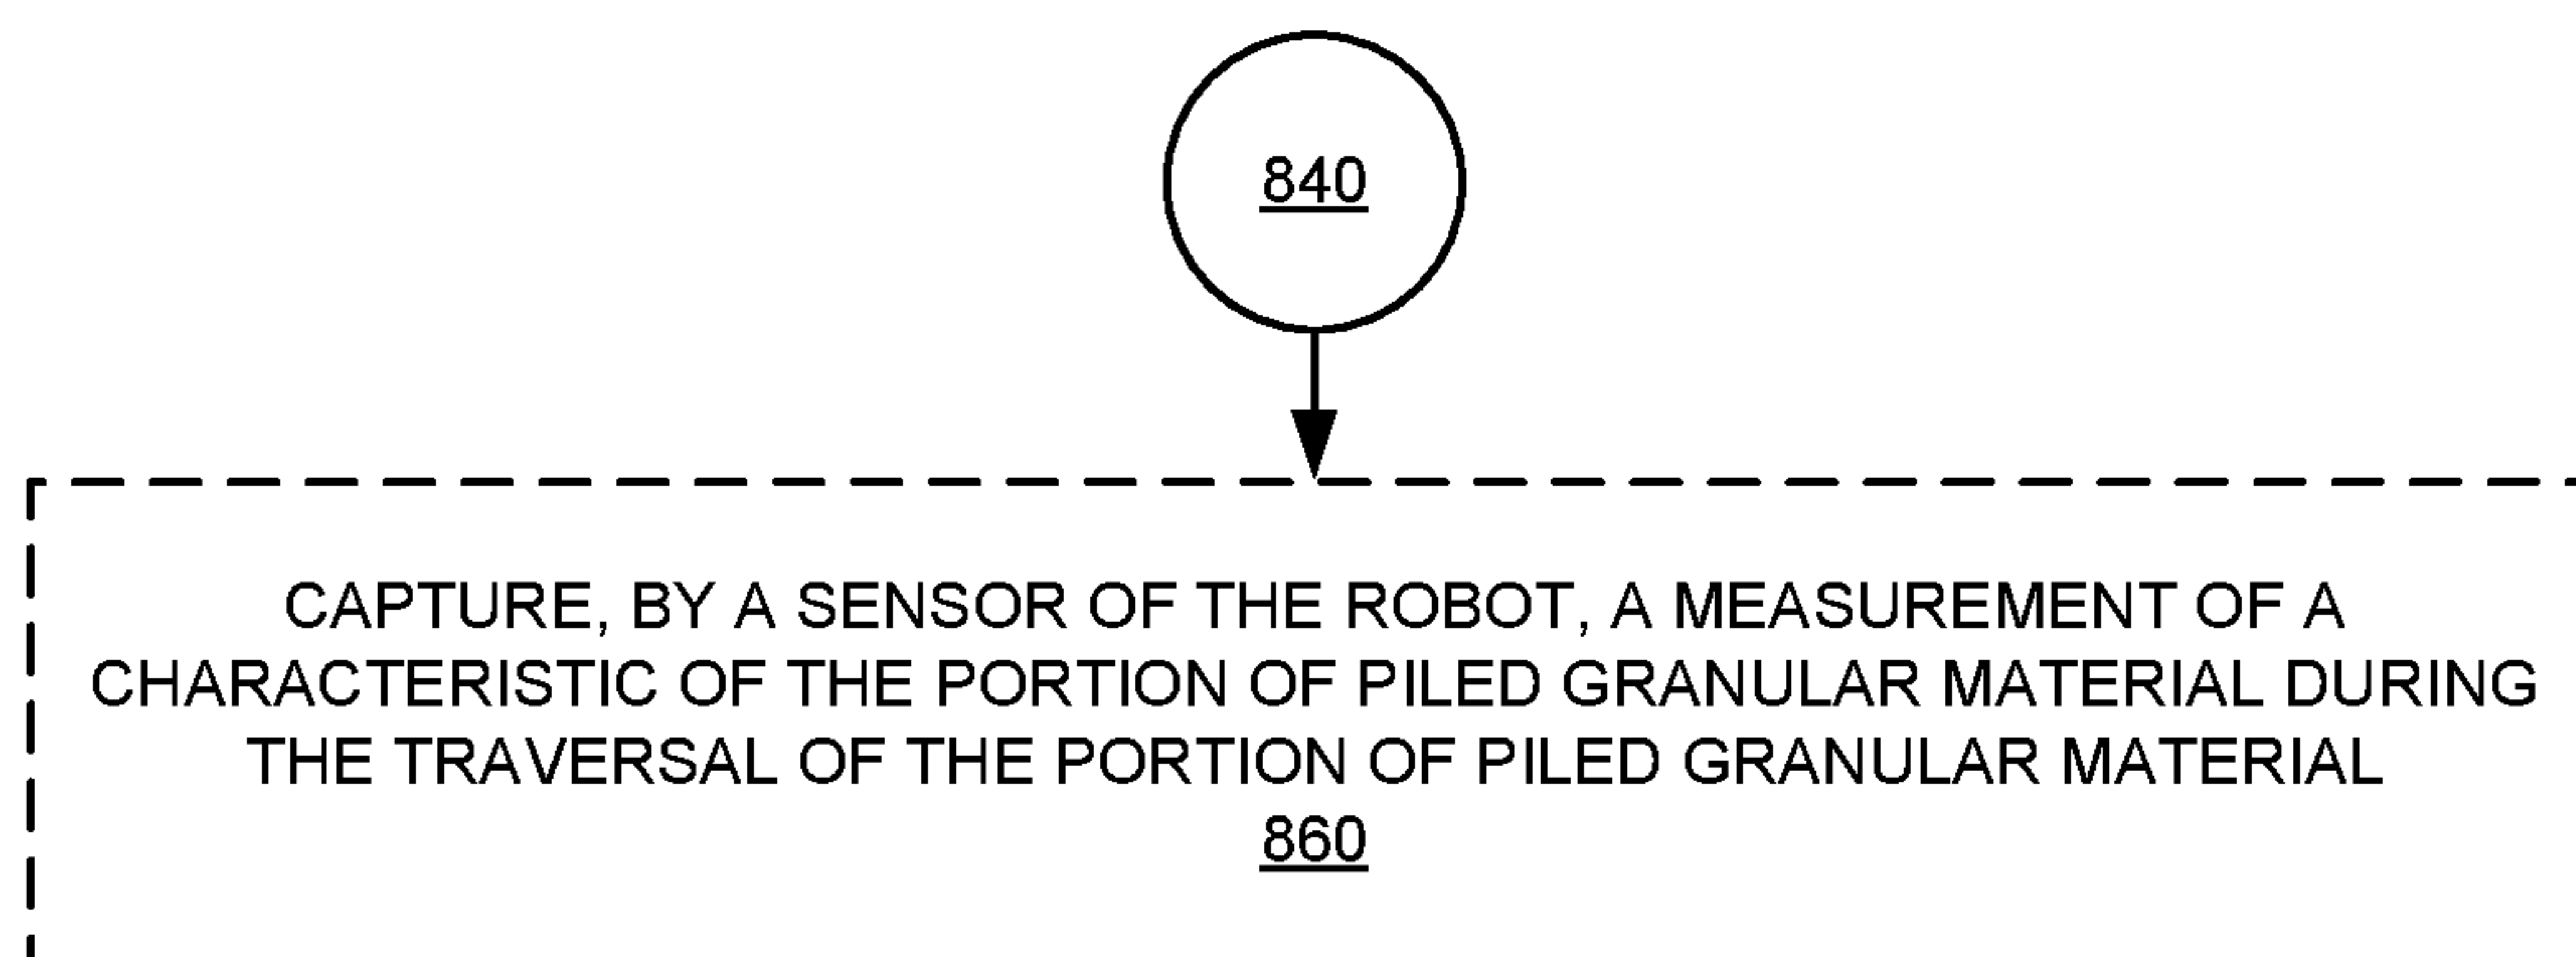 840
CAPTURE, BY A SENSOR OF THE ROBOT, A MEASUREMENT OF A
CHARACTERISTIC OF THE PORTION OF PILED GRANULAR MATERIAL DURING
THE TRAVERSAL OF THE PORTION OF PILED GRANULAR MATERIAL
860